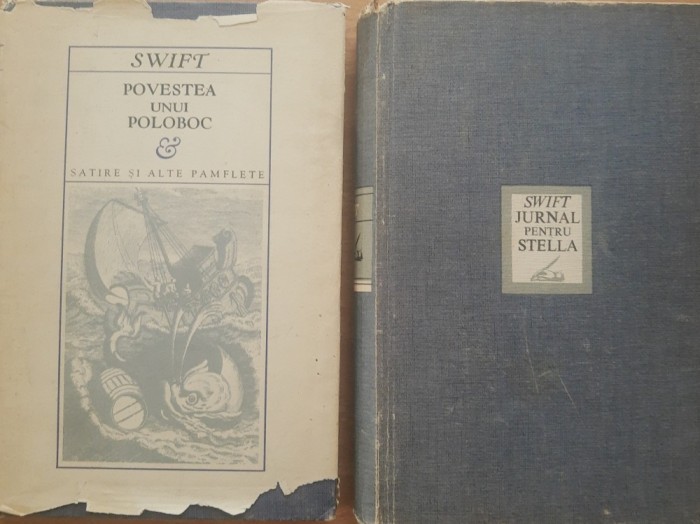 SWIFT
POVESTEA
UNUI
POLOBOC
&
SATIRE ȘI ALTE PAMFLETE
SWIFT
JURNAL
PENTRU
STELLA